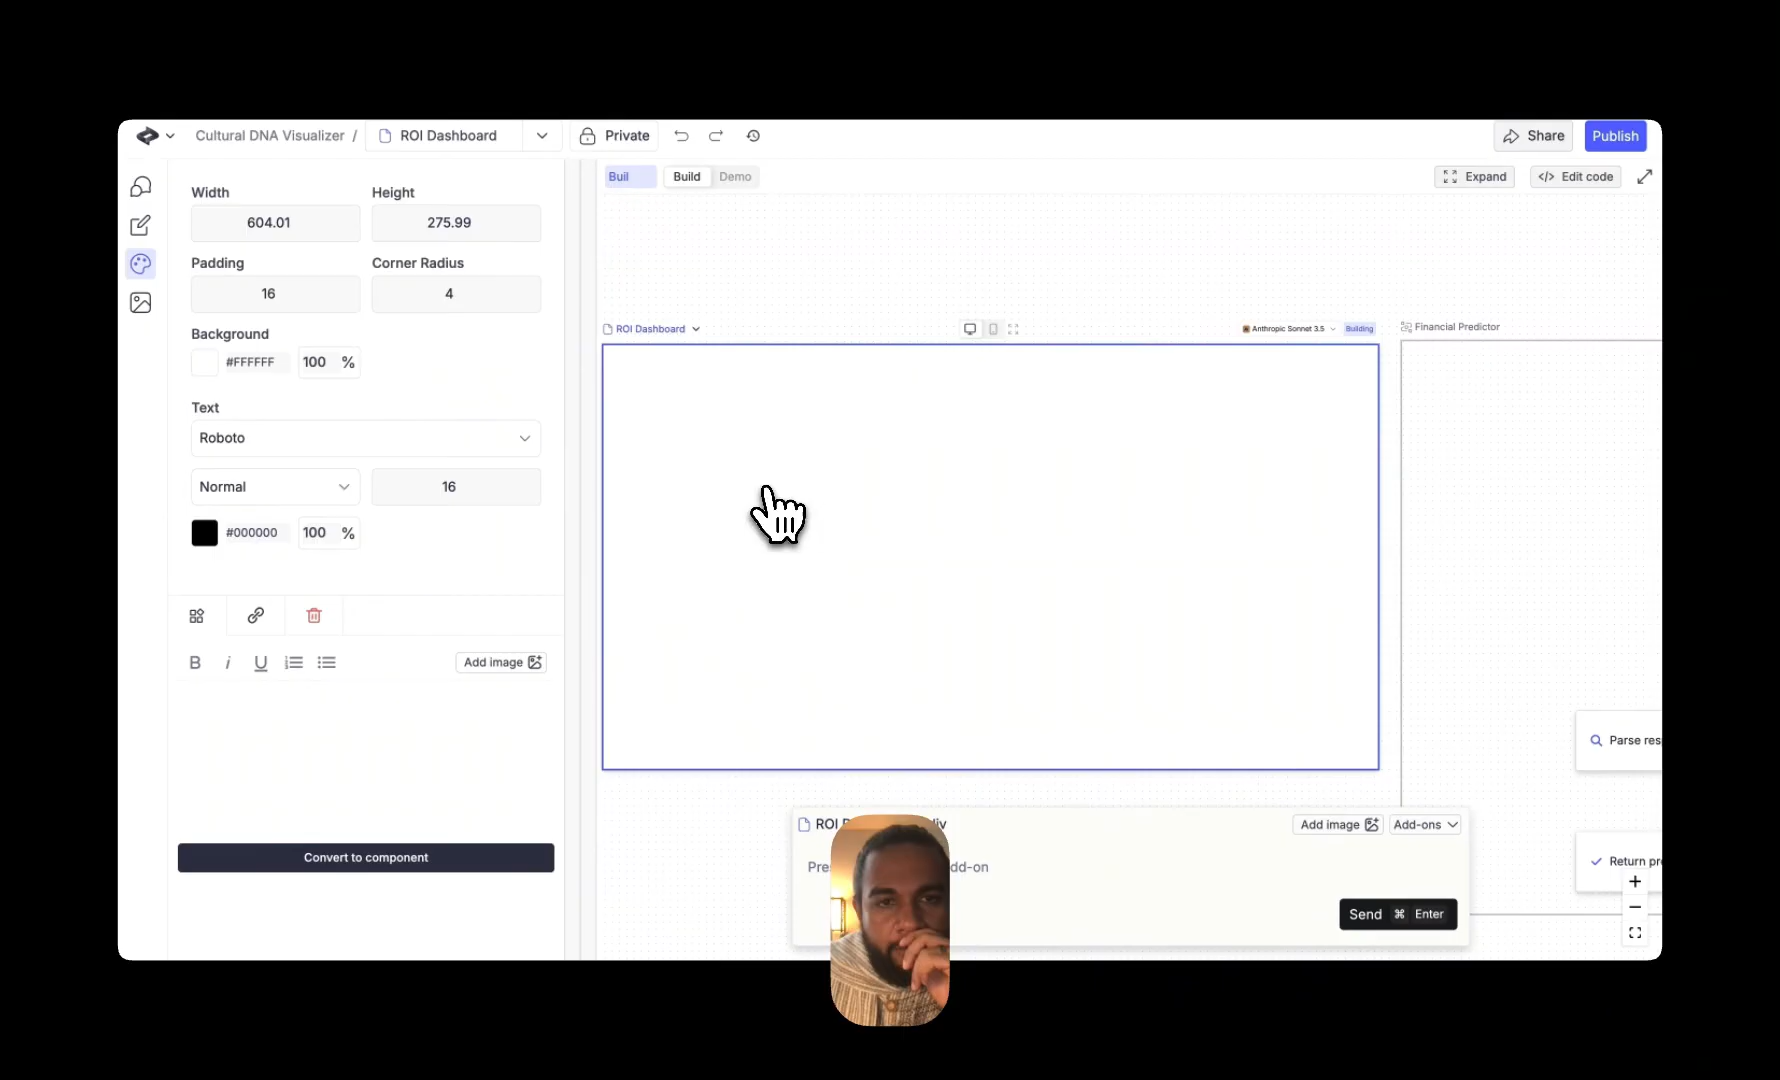 Cultural DNA Visualizer / ROI Dashboard Private Share Publish
Width Height
604.01 275.99
Padding Corner Radius
16 4
Background
#FFFFFF 100 %
Text
Roboto
Normal 16
#000000 100 %
B i U Add image
Convert to component
Buil Build Demo Expand </> Edit code
ROI Dashboard Anthropic Sonnet 3.5 Building Financial Predictor
Parse res
Return pr
ROI Add image Add-ons
Pre dd-on
Send ⌘ Enter